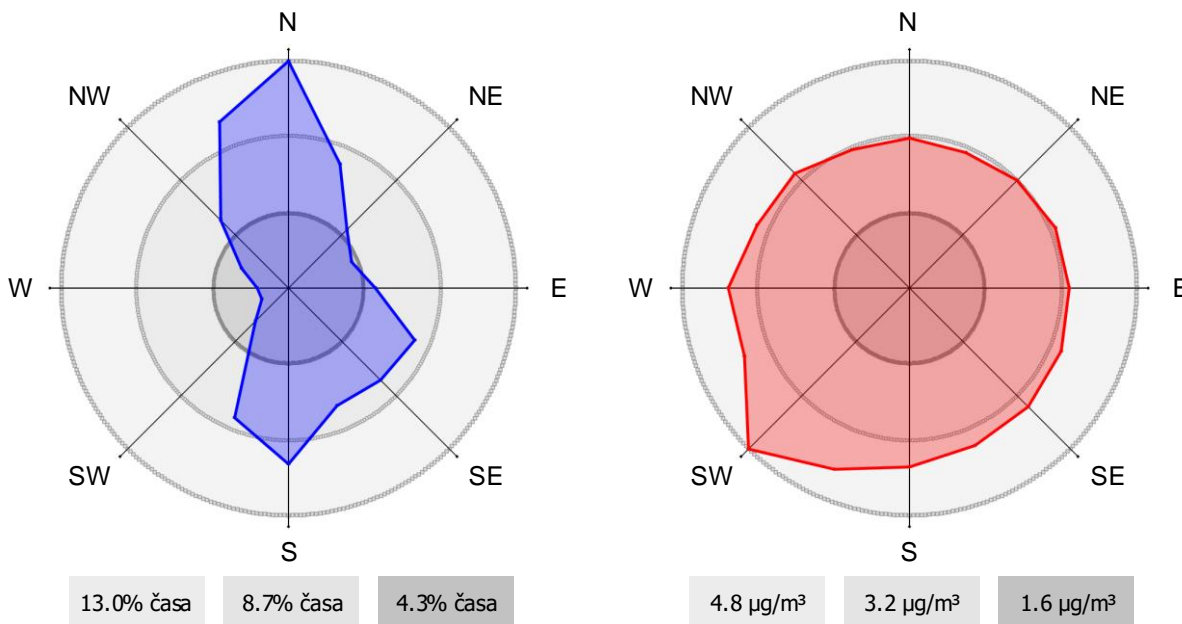 N
NW
NE
W
E
SW
SE
S
13.0% časa
8.7% časa
4.3% časa
N
NW
NE
W
E
SW
SE
S
4.8 µg/m³
3.2 µg/m³
1.6 µg/m³